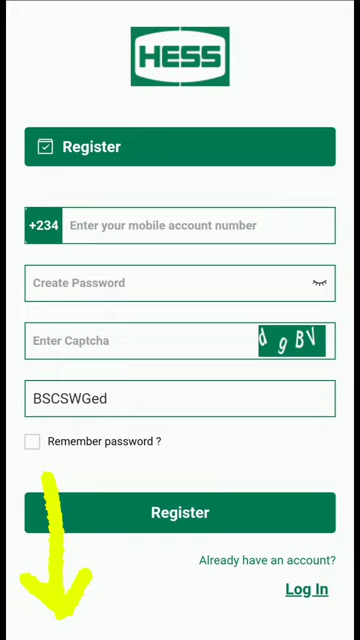 HESS
Register
+234 Enter your mobile account number
Create Password
Enter Captcha d g B V
BSCSWGed
Remember password ?
Register
Already have an account?
Log In